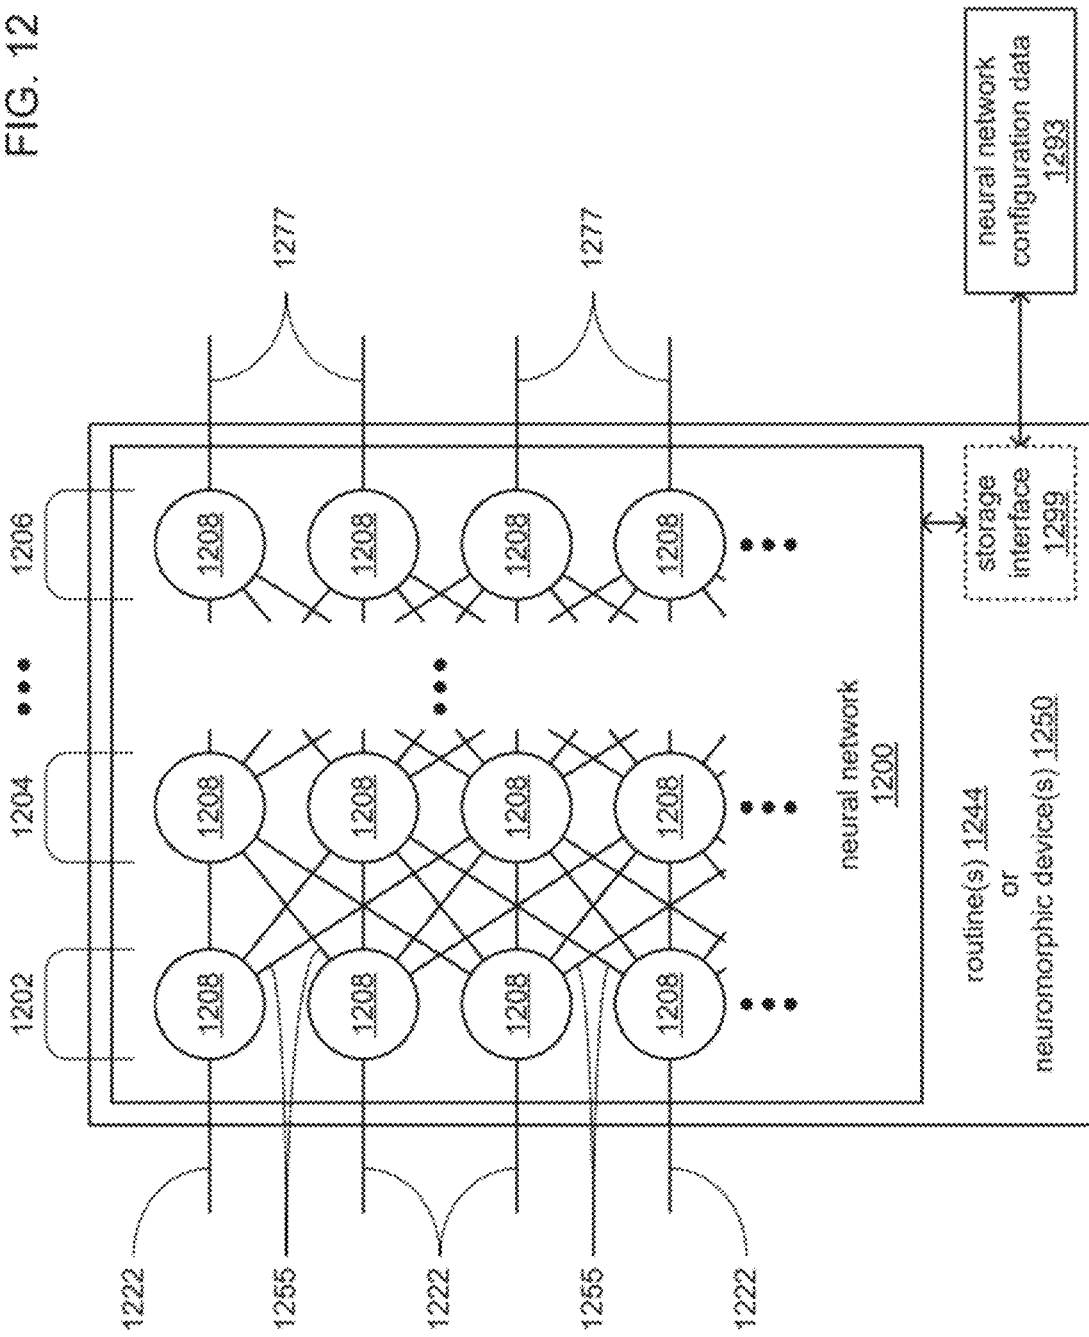 FIG. 12
1202
1204
1206
1222
1208
1208
1208
1255
1277
1208
1208
1208
1222
1208
1208
1208
1255
1277
1208
1208
1208
1222
neural network
1200
routine(s) 1244
or
neuromorphic device(s) 1250
storage
interface
1299
neural network
configuration data
1293